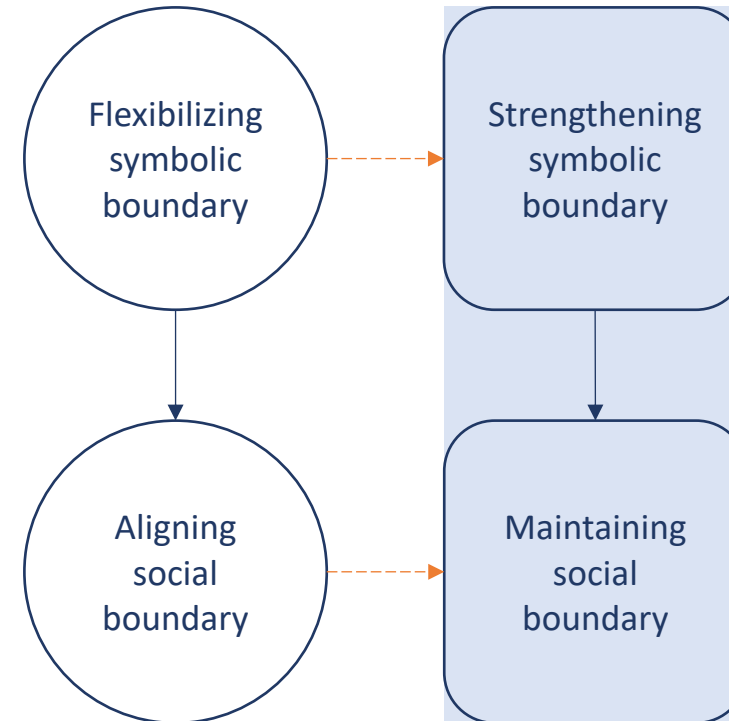 Flexibilizing
symbolic
boundary
Strengthening
symbolic
boundary
Aligning
social
boundary
Maintaining
social
boundary